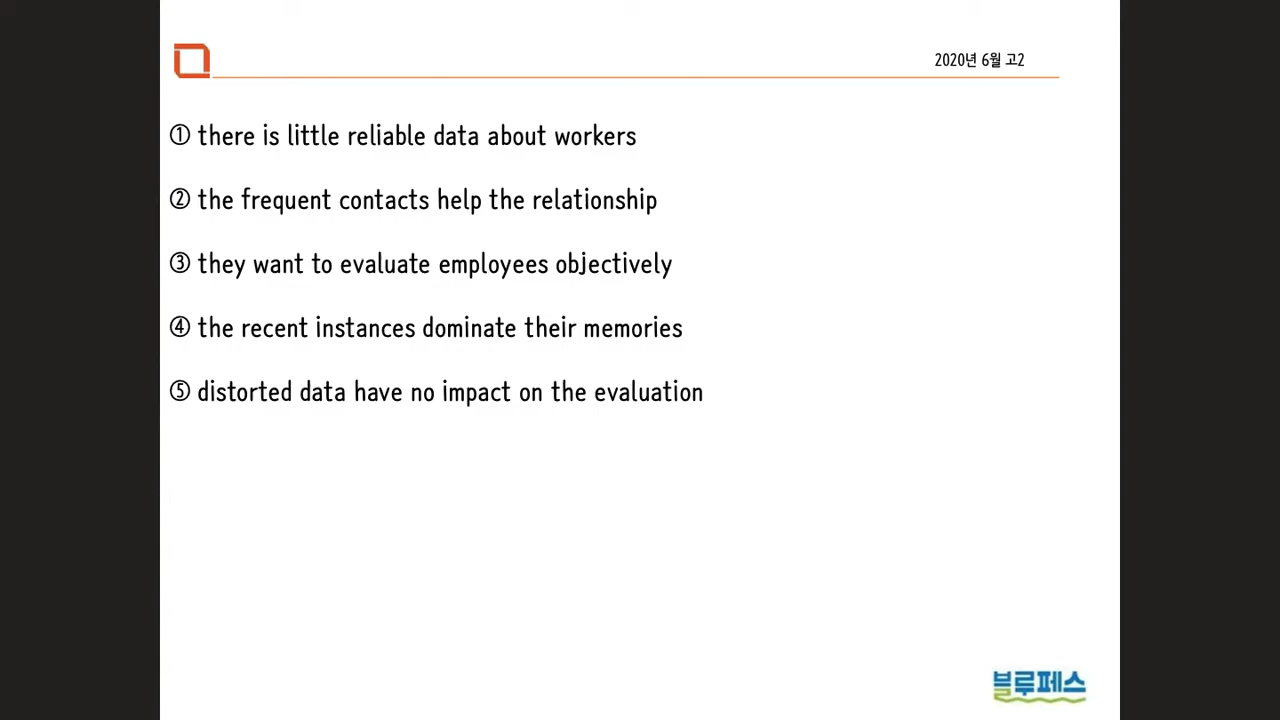 2020년 6월 고2
① there is little reliable data about workers
② the frequent contacts help the relationship
③ they want to evaluate employees objectively
④ the recent instances dominate their memories
⑤ distorted data have no impact on the evaluation
블루페스